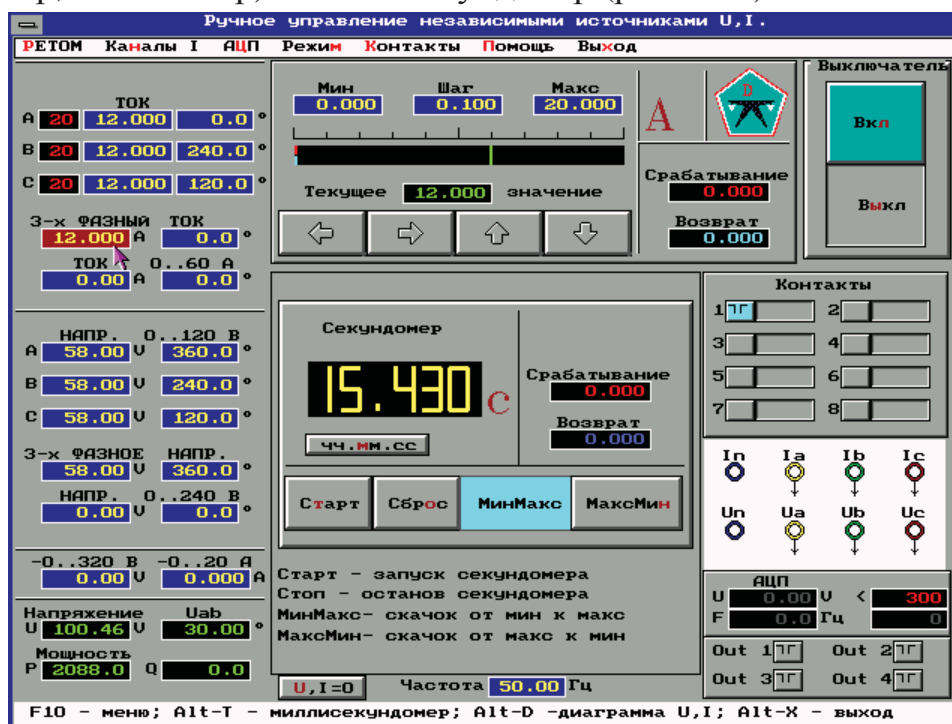 Ручное управление независимыми источниками U,I.
РЕТОМ Каналы I АЦП Режим Контакты Помощь Выход
ТОК
A 20 12.000 0.0 °
B 20 12.000 240.0 °
C 20 12.000 120.0 °
3-х ФАЗНЫЙ ТОК
12.000 A 0.0 °
ТОК 0..60 А
0.00 A 0.0 °
НАПР. 0..120 В
A 58.00 V 360.0 °
B 58.00 V 240.0 °
C 58.00 V 120.0 °
3-х ФАЗНОЕ НАПР.
58.00 V 360.0 °
НАПР. 0..240 В
0.00 V 0.0 °
-0..320 В -0..20 А
0.00 V 0.000 A
Напряжение Uab
U 100.46 V 30.00 °
Мощность
P 2088.0 Q 0.0
Мин Шаг Макс
0.000 0.100 20.000
A
D
Текущее 12.000 значение
Срабатывание
0.000
Возврат
0.000
Выключатель
Вкл
Выкл
Секундомер
15.430 С
чч.мм.сс
Срабатывание
0.000
Возврат
0.000
Старт Сброс МинМакс МаксМин
Старт - запуск секундомера
Стоп - останов секундомера
МинМакс- скачок от мин к макс
МаксМин- скачок от макс к мин
U,I=0 Частота 50.00 Гц
Контакты
1 2
3 4
5 6
7 8
In Ia Ib Ic
Un Ua Ub Uc
АЦП
U 0.00 V < 300
F 0.0 Гц 0
Out 1 Out 2
Out 3 Out 4
F10 - меню; Alt-T - миллисекундомер; Alt-D -диаграмма U,I; Alt-X - выход